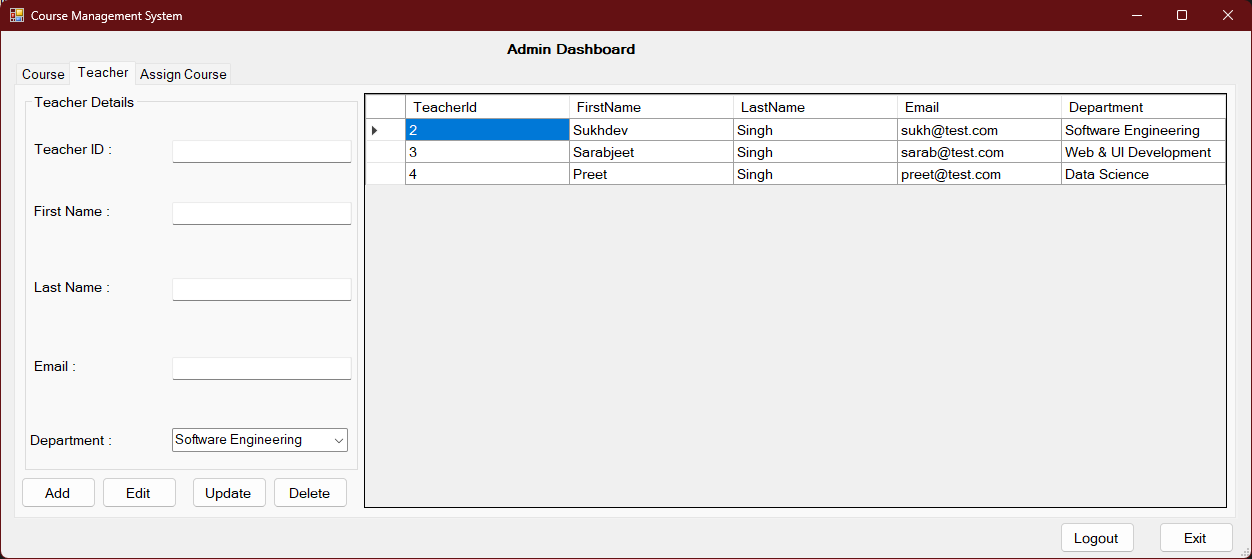 Course Management System
Admin Dashboard
Course Teacher Assign Course
Teacher Details
Teacher ID :
First Name :
Last Name :
Email :
Department : Software Engineering
Add Edit Update Delete
TeacherId FirstName LastName Email Department
2 Sukhdev Singh sukh@test.com Software Engineering
3 Sarabjeet Singh sarab@test.com Web & UI Development
4 Preet Singh preet@test.com Data Science
Logout Exit